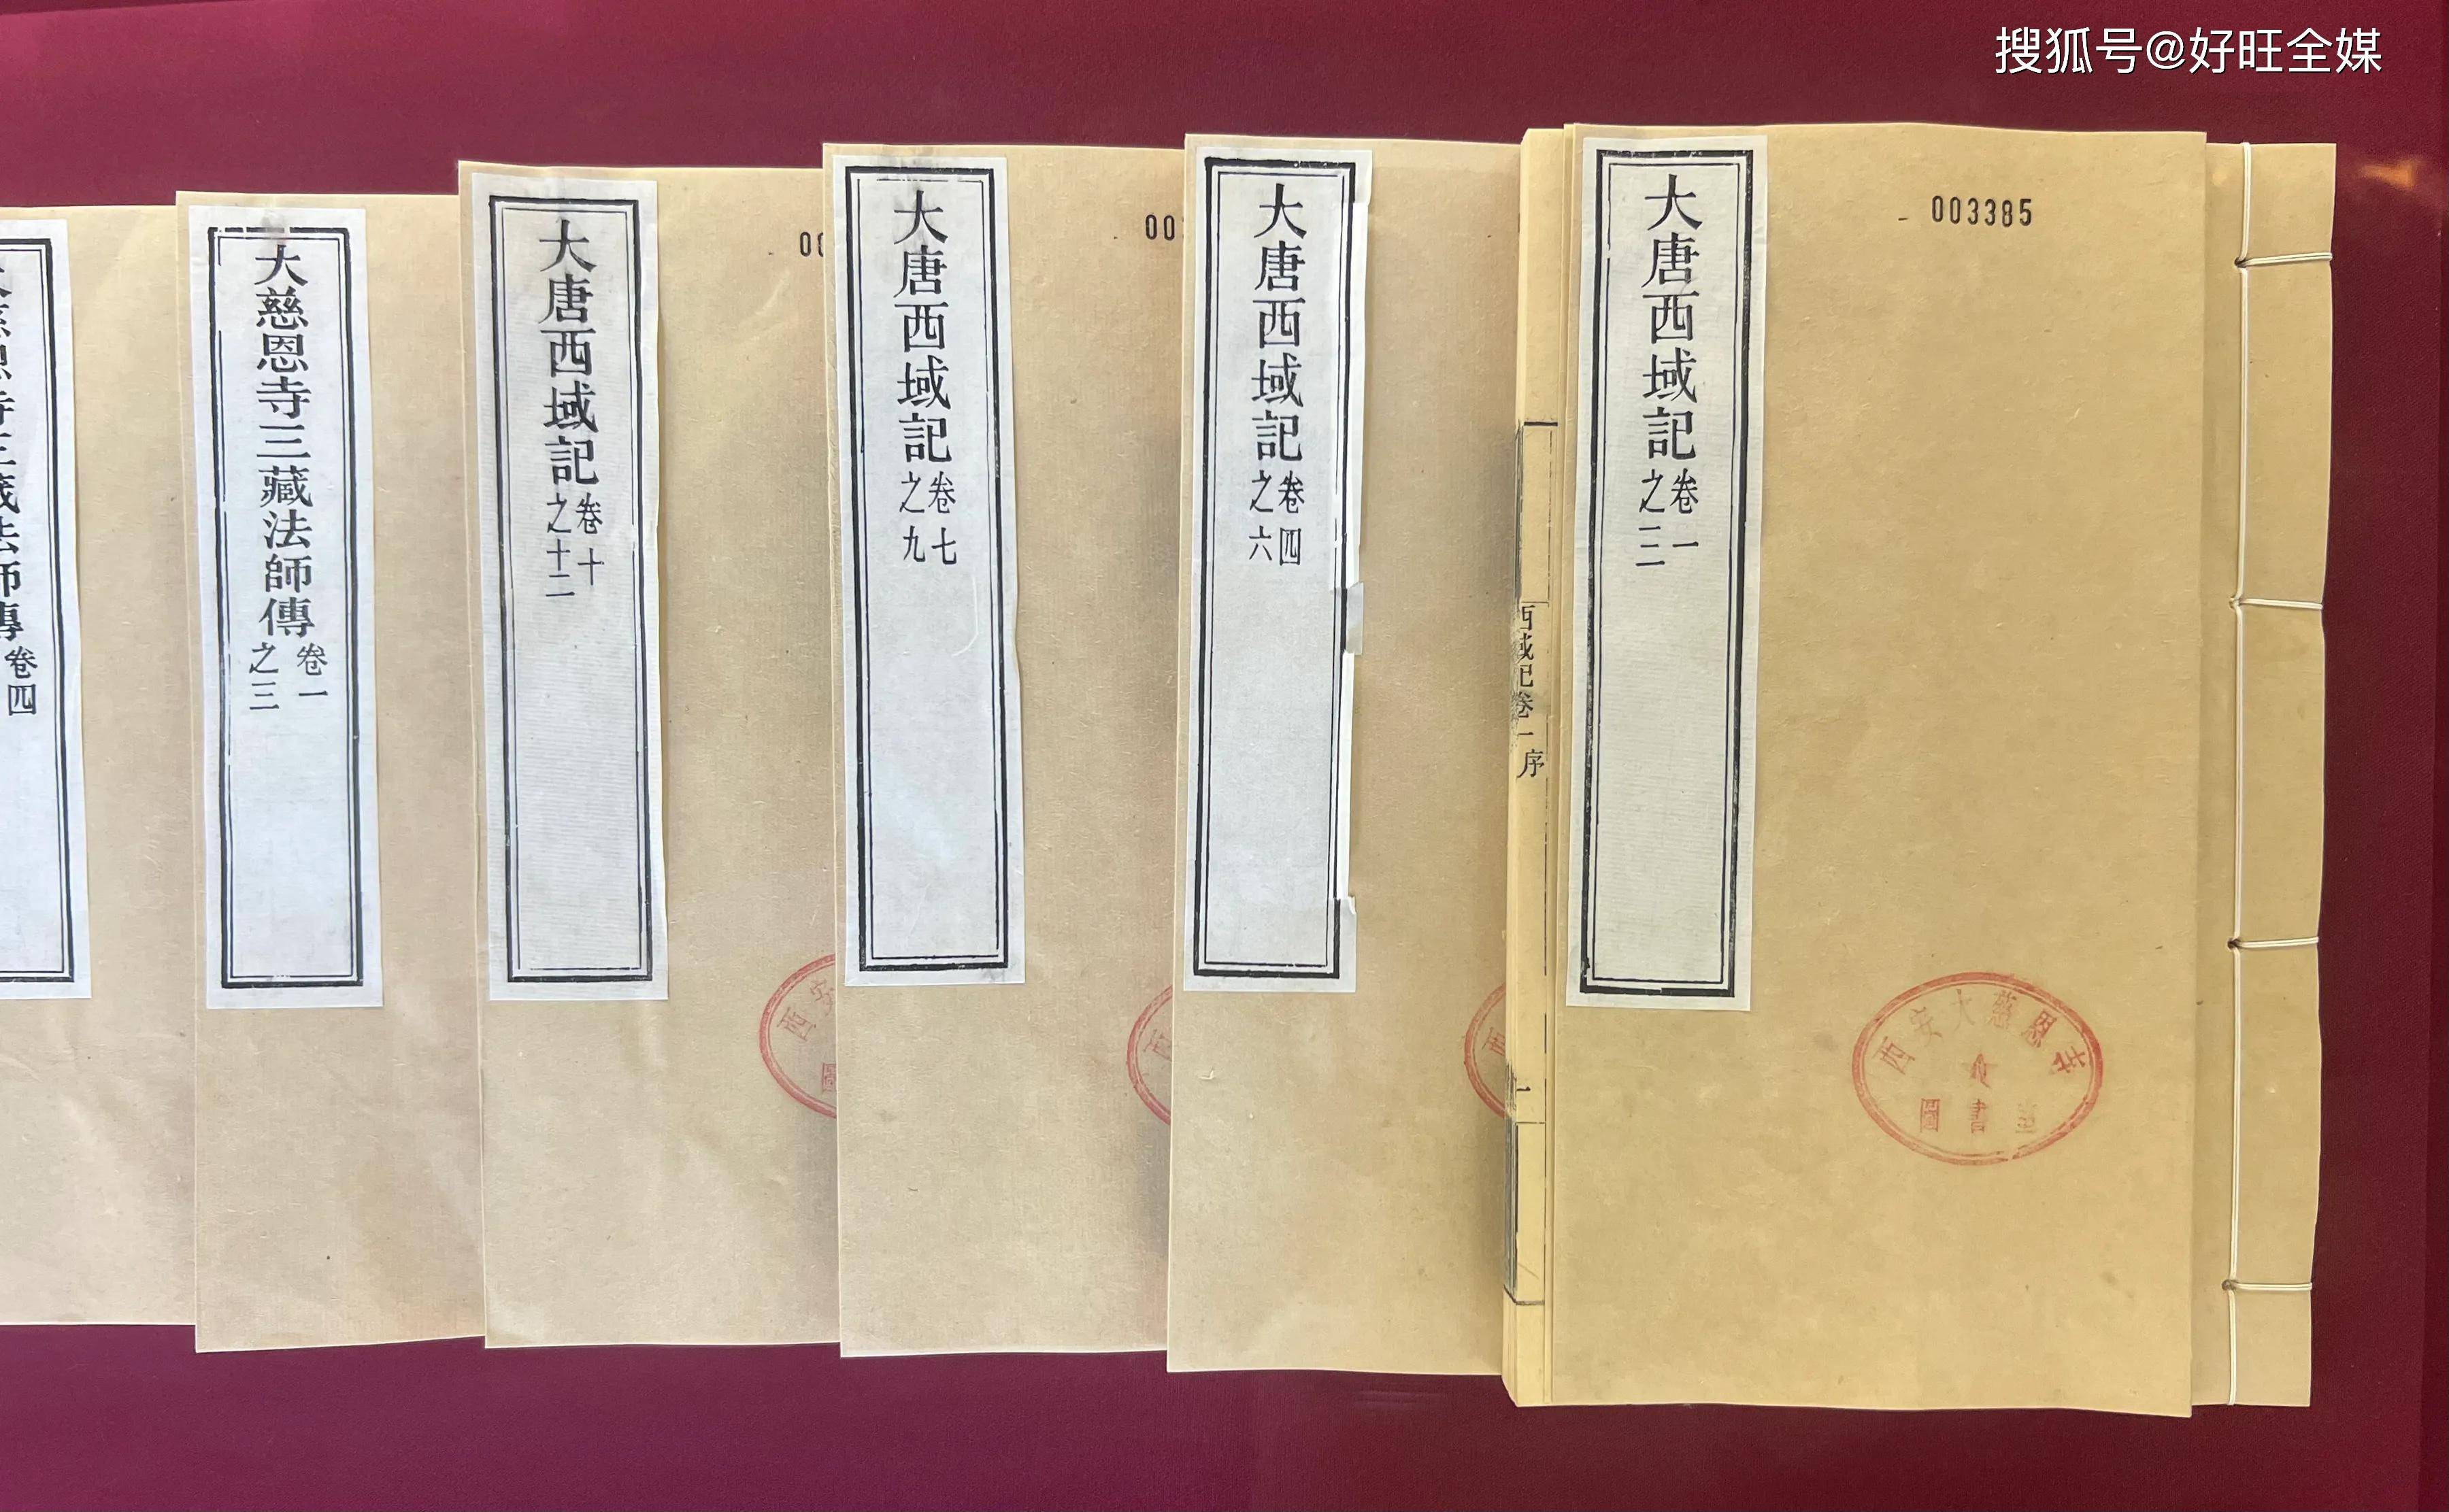 搜狐号@好旺全媒
003385
大唐西域記
卷一
之三
西安大慈恩寺
圖書
西域記卷一
序
大唐西域記
卷四
之六
00
大唐西域記
卷七
之九
00
大唐西域記
卷十
之十二
大慈恩寺三藏法師傳
卷一
之三
卷四